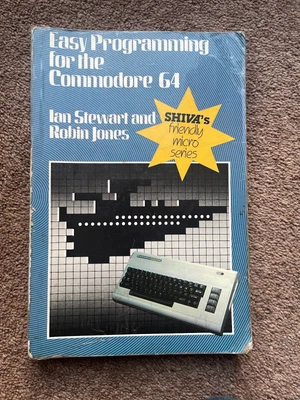 Easy Programming
for the
Commodore 64
Ian Stewart and
Robin Jones
SHIVA's
friendly
micro
series